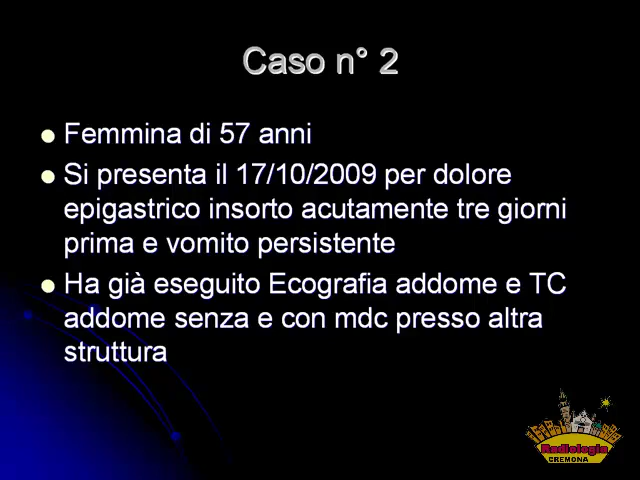 Caso n° 2
Femmina di 57 anni
Si presenta il 17/10/2009 per dolore
epigastrico insorto acutamente tre giorni
prima e vomito persistente
Ha già eseguito Ecografia addome e TC
addome senza e con mdc presso altra
struttura
Radiologia
CREMONA